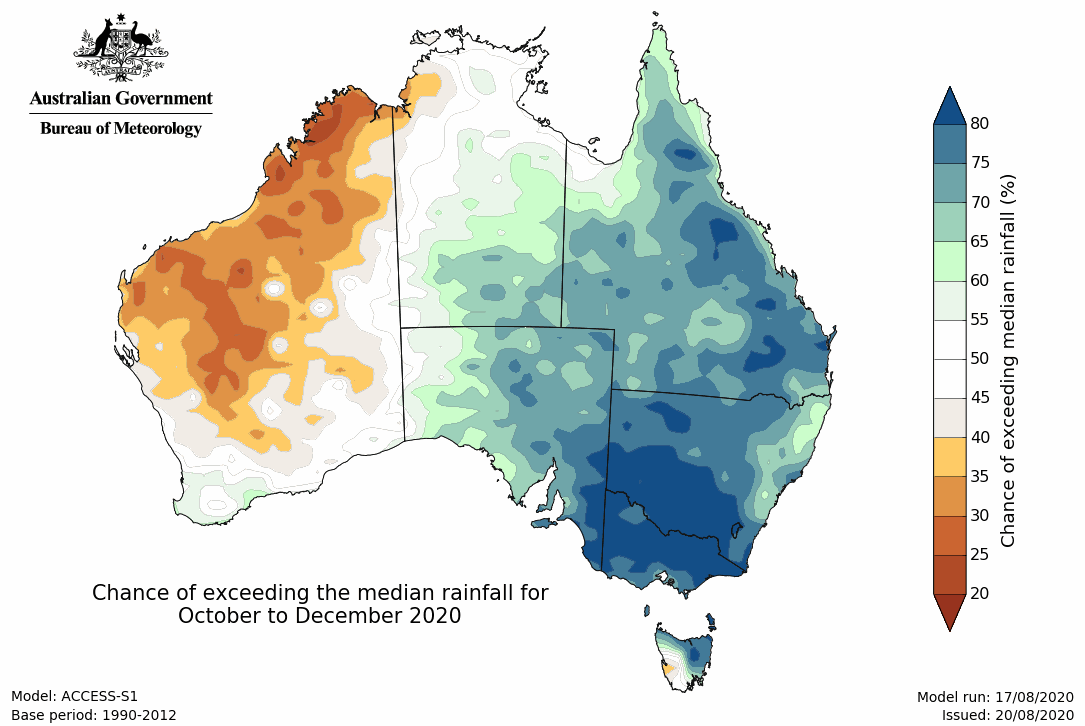 Australian Government
Bureau of Meteorology
80
75
70
65
60
55
50
45
40
35
30
25
20
Chance of exceeding median rainfall (%)
Chance of exceeding the median rainfall for
October to December 2020
Model: ACCESS-S1
Base period: 1990-2012
Model run: 17/08/2020
Issued: 20/08/2020